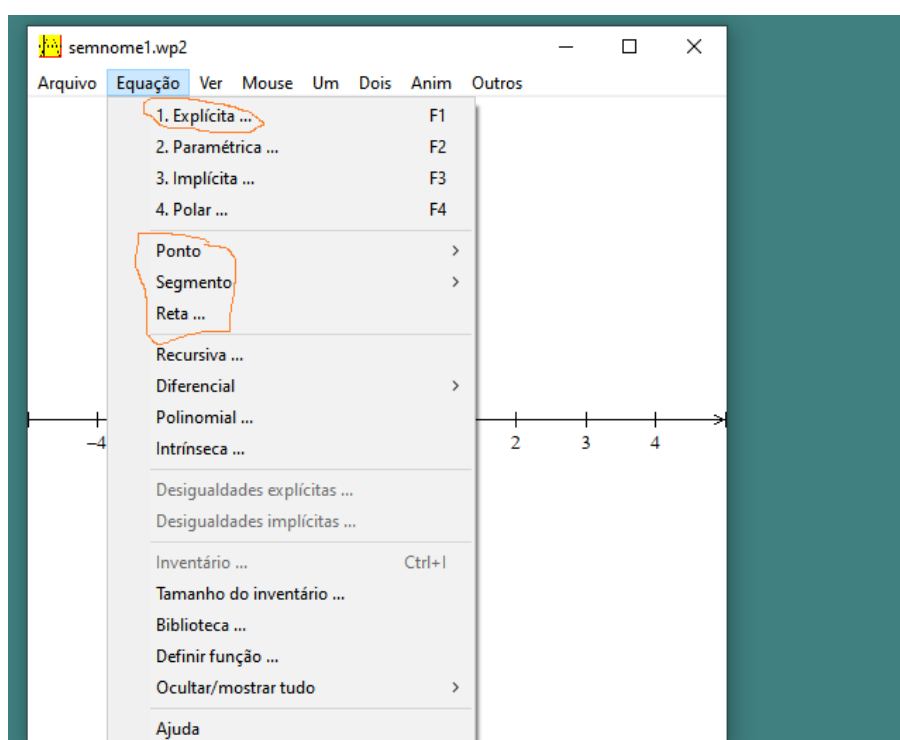 semnome1.wp2
Arquivo Equação Ver Mouse Um Dois Anim Outros
1. Explícita ... F1
2. Paramétrica ... F2
3. Implícita ... F3
4. Polar ... F4
Ponto
Segmento
Reta ...
Recursiva ...
Diferencial
Polinomial ...
−4 2 3 4
Intrínseca ...
Desigualdades explícitas ...
Desigualdades implícitas ...
Inventário ... Ctrl+I
Tamanho do inventário ...
Biblioteca ...
Definir função ...
Ocultar/mostrar tudo
Ajuda